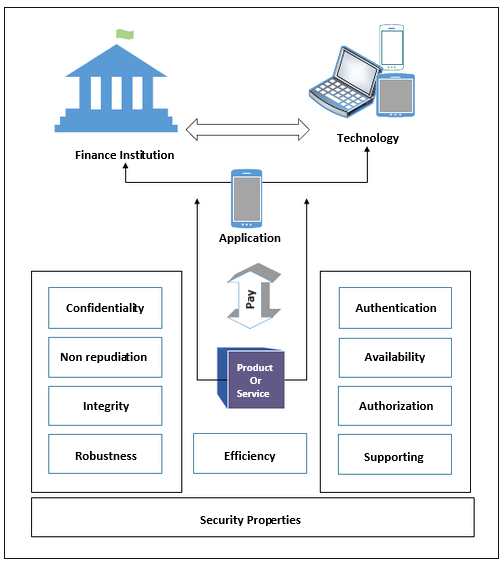 Finance Institution
Technology
Application
Pay
Confidentiality
Non repudiation
Integrity
Robustness
Product
Or
Service
Efficiency
Authentication
Availability
Authorization
Supporting
Security Properties